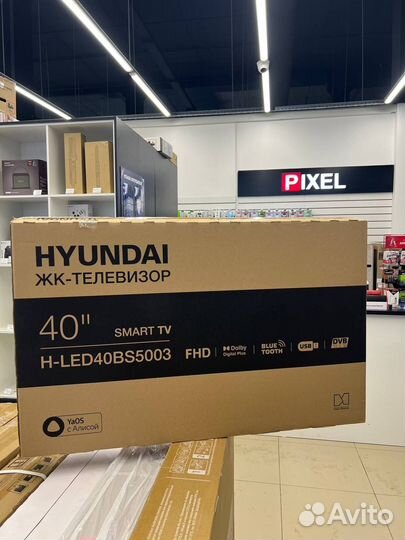 PIXEL
HYUNDAI
ЖК-ТЕЛЕВИЗОР
40" SMART TV
H-LED40BS5003 FHD Dolby Digital Plus BLUE TOOTH USB DVB
YaOS
с Алисой
Avito